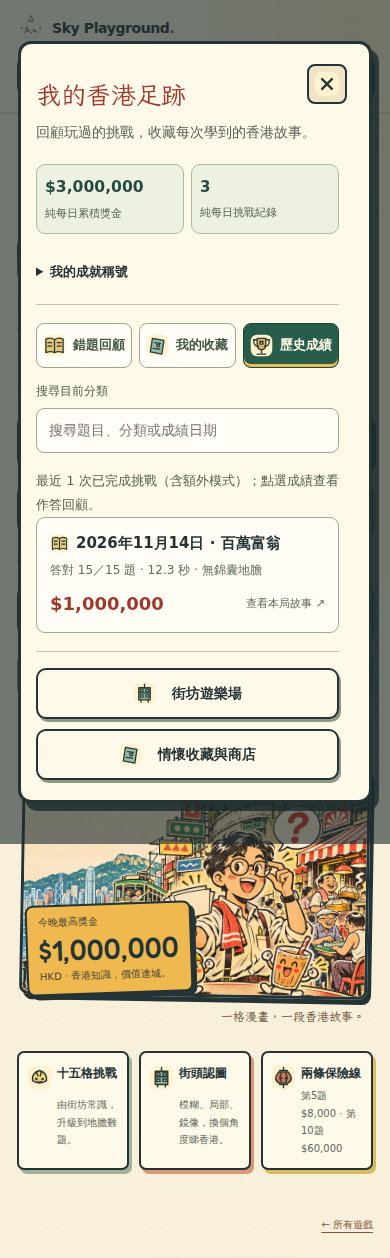 Sky Playground.
我的香港足跡
回顧玩過的挑戰，收藏每次學到的香港故事。
$3,000,000
純每日累積獎金
3
純每日挑戰紀錄
▶ 我的成就稱號
錯題回顧
我的收藏
歷史成績
搜尋目前分類
搜尋題目、分類或成績日期
最近 1 次已完成挑戰（含額外模式）；點選成績查看
作答回顧。
2026年11月14日 · 百萬富翁
答對 15／15 題 · 12.3 秒 · 無錦囊地膽
$1,000,000
查看本局故事 ↗
街坊遊樂場
情懷收藏與商店
?
今晚最高獎金
$1,000,000
HKD · 香港知識，價值連城。
一格漫畫，一段香港故事。
十五格挑戰
由街坊常識，
升級到地膽難
題。
街頭認圖
模糊、局部、
鏡像，換個角
度睇香港。
兩條保險線
第5題
$8,000 · 第
10題
$60,000
← 所有遊戲